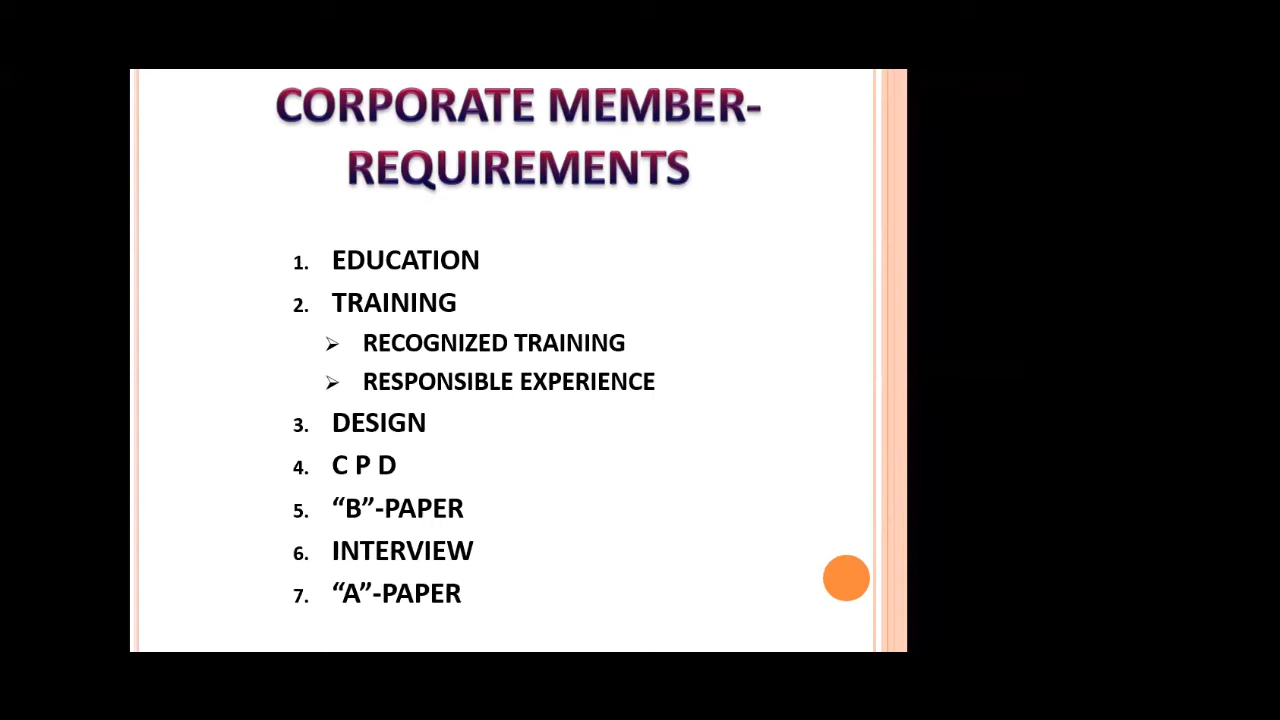 CORPORATE MEMBER-
REQUIREMENTS
1. EDUCATION
2. TRAINING
➢ RECOGNIZED TRAINING
➢ RESPONSIBLE EXPERIENCE
3. DESIGN
4. C P D
5. “B”-PAPER
6. INTERVIEW
7. “A”-PAPER